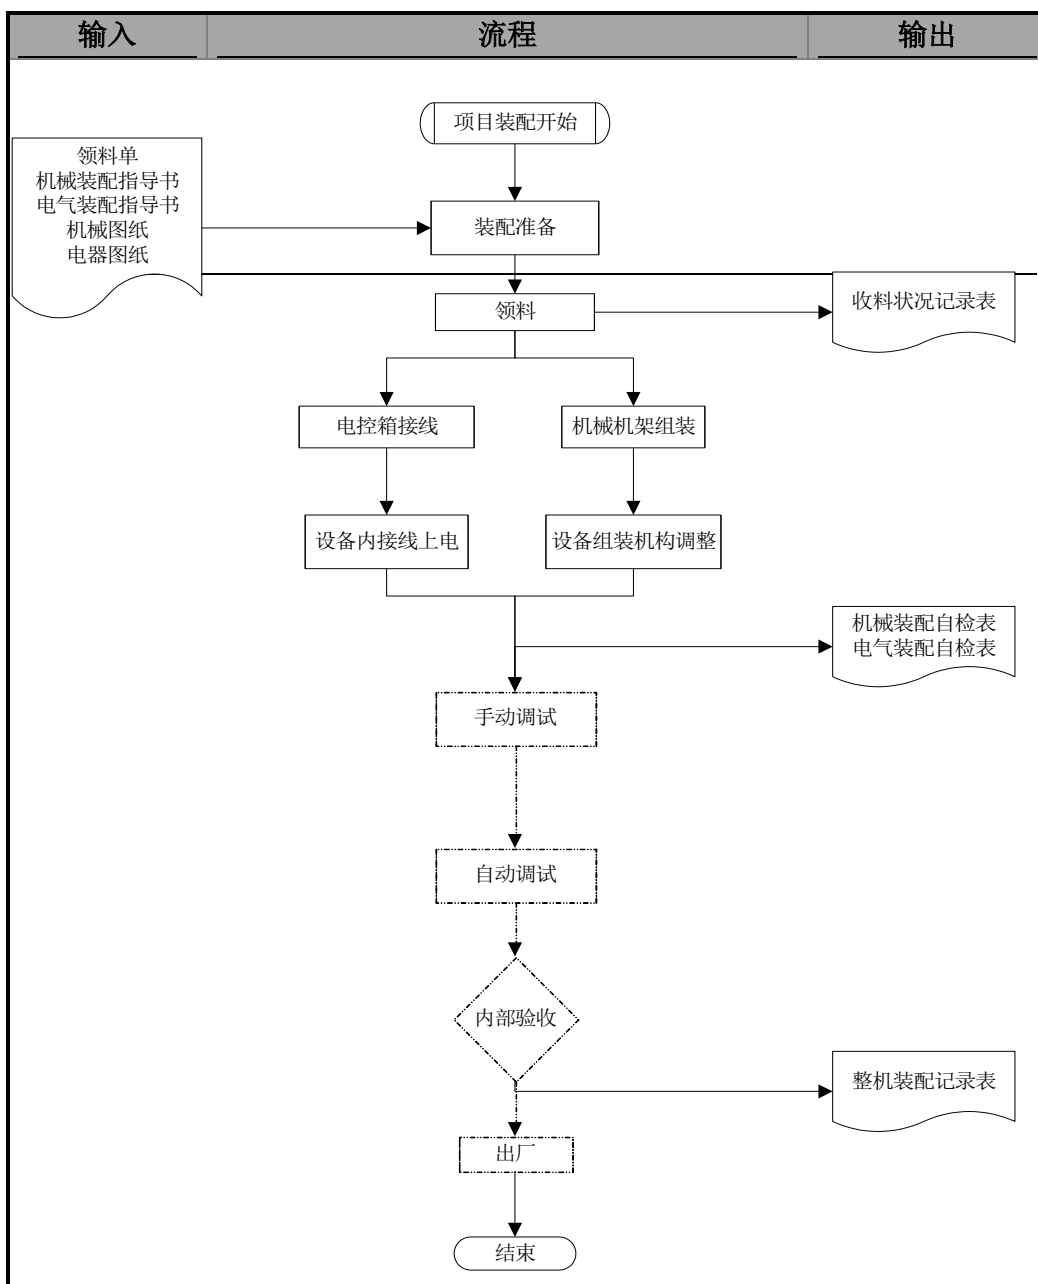 输入
流程
输出
项目装配开始
领料单
机械装配指导书
电气装配指导书
机械图纸
电器图纸
装配准备
领料
收料状况记录表
电控箱接线
机械机架组装
设备内接线上电
设备组装机构调整
机械装配自检表
电气装配自检表
手动调试
自动调试
内部验收
整机装配记录表
出厂
结束